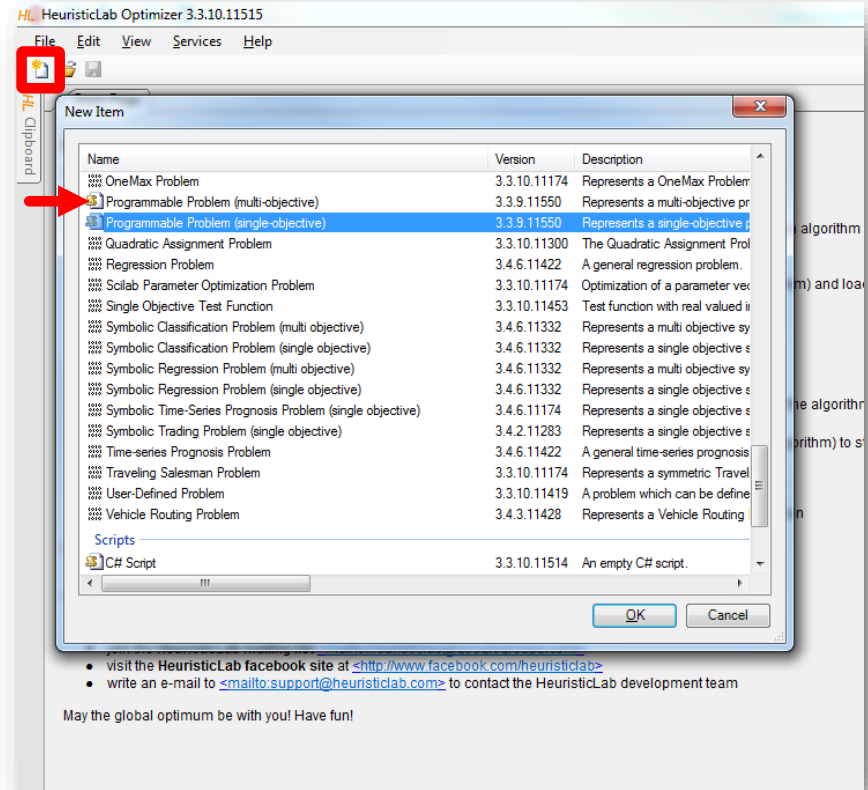 HL HeuristicLab Optimizer 3.3.10.11515
File Edit View Services Help
HL Clipboard
New Item
Name Version Description
OneMax Problem 3.3.10.11174 Represents a OneMax Problem
Programmable Problem (multi-objective) 3.3.9.11550 Represents a multi-objective pr
Programmable Problem (single-objective) 3.3.9.11550 Represents a single-objective p
algorithm
Quadratic Assignment Problem 3.3.10.11300 The Quadratic Assignment Prol
Regression Problem 3.4.6.11422 A general regression problem.
Scilab Parameter Optimization Problem 3.3.10.11174 Optimization of a parameter vec
m) and loa
Single Objective Test Function 3.3.10.11453 Test function with real valued i
Symbolic Classification Problem (multi objective) 3.4.6.11332 Represents a multi objective sy
Symbolic Classification Problem (single objective) 3.4.6.11332 Represents a single objective s
Symbolic Regression Problem (multi objective) 3.4.6.11332 Represents a multi objective sy
Symbolic Regression Problem (single objective) 3.4.6.11332 Represents a single objective s
he algorithm
Symbolic Time-Series Prognosis Problem (single objective) 3.4.6.11174 Represents a single objective s
Symbolic Trading Problem (single objective) 3.4.2.11283 Represents a single objective s
orithm) to s
Time-series Prognosis Problem 3.4.6.11422 A general time-series prognosis
Traveling Salesman Problem 3.3.10.11174 Represents a symmetric Travel
User-Defined Problem 3.3.10.11419 A problem which can be define
Vehicle Routing Problem 3.4.3.11428 Represents a Vehicle Routing
n
Scripts
C# Script 3.3.10.11514 An empty C# script.
OK Cancel
• visit the HeuristicLab facebook site at <http://www.facebook.com/heuristiclab>
• write an e-mail to <mailto:support@heuristiclab.com> to contact the HeuristicLab development team
May the global optimum be with you! Have fun!